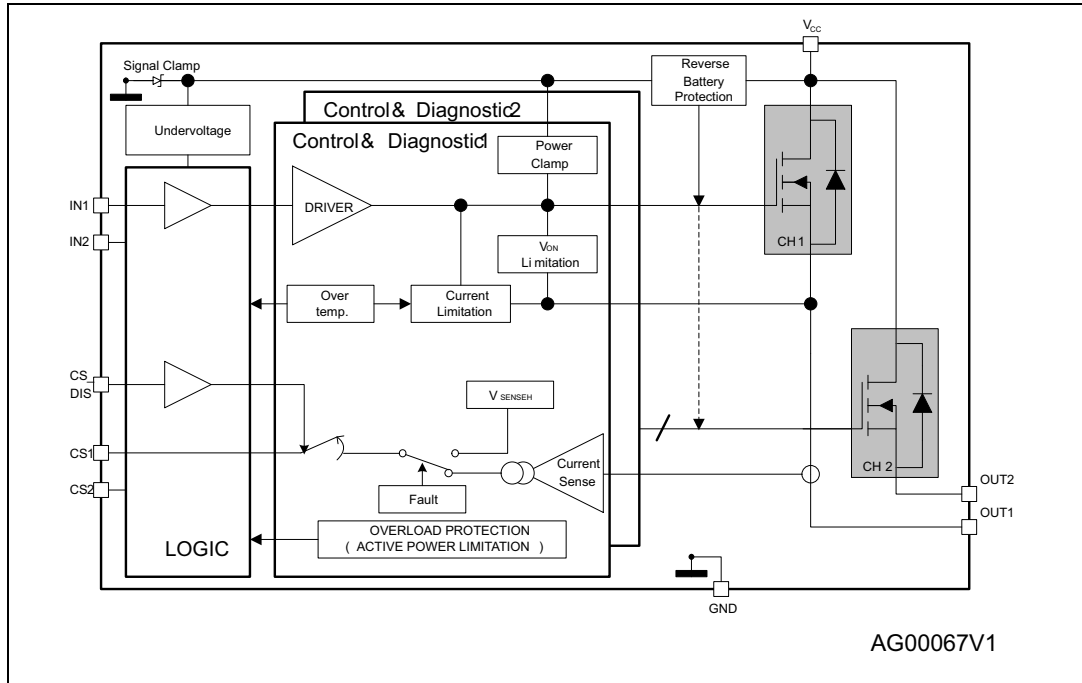 VCC
Signal Clamp
Reverse
Battery
Protection
Undervoltage
Control & Diagnostic2
Control & Diagnostic1
Power
Clamp
IN1
DRIVER
CH 1
IN2
VON
Limitation
Over
temp.
Current
Limitation
CS_
DIS
VSENSEH
CS1
Current
Sense
CH 2
CS2
Fault
OUT2
OUT1
OVERLOAD PROTECTION
( ACTIVE POWER LIMITATION )
LOGIC
GND
AG00067V1